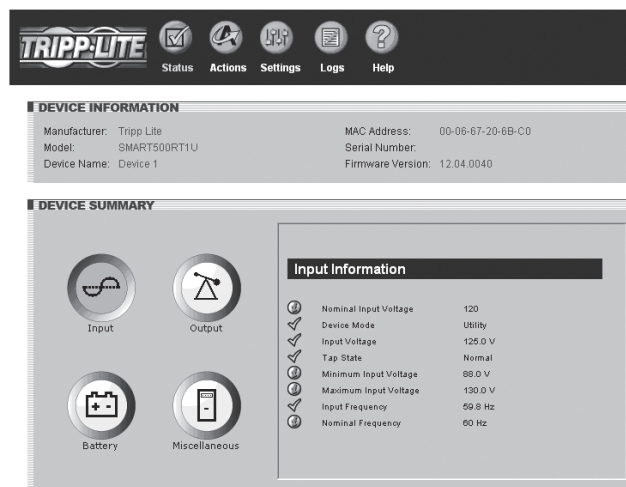 TRIPP·LITE
Status Actions Settings Logs Help
DEVICE INFORMATION
Manufacturer: Tripp Lite MAC Address: 00-06-67-20-6B-C0
Model: SMART500RT1U Serial Number:
Device Name: Device 1 Firmware Version: 12.04.0040
DEVICE SUMMARY
Input Information
Nominal Input Voltage 120
Device Mode Utility
Input Voltage 125.0 V
Tap State Normal
Minimum Input Voltage 88.0 V
Maximum Input Voltage 130.0 V
Input Frequency 59.8 Hz
Nominal Frequency 60 Hz
Input Output
Battery Miscellaneous